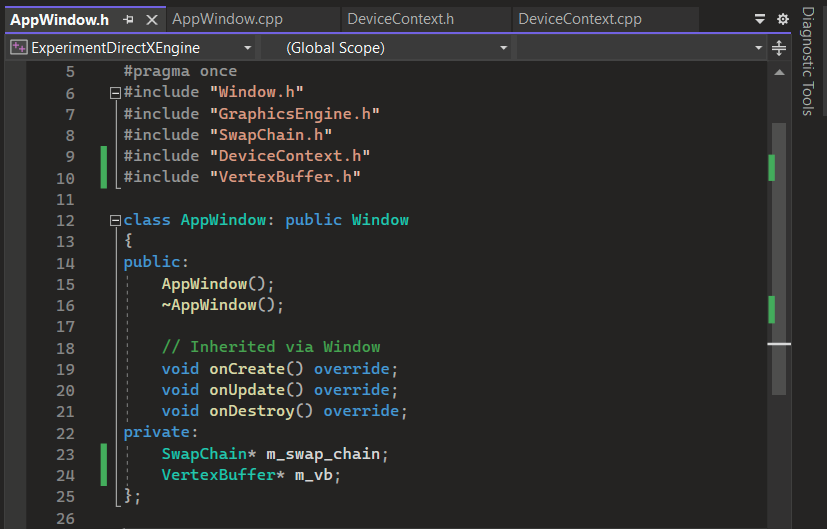 AppWindow.h
AppWindow.cpp
DeviceContext.h
DeviceContext.cpp
ExperimentDirectXEngine
(Global Scope)
Diagnostic Tools
5 #pragma once
6 #include "Window.h"
7 #include "GraphicsEngine.h"
8 #include "SwapChain.h"
9 #include "DeviceContext.h"
10 #include "VertexBuffer.h"
11
12 class AppWindow: public Window
13 {
14 public:
15 AppWindow();
16 ~AppWindow();
17
18 // Inherited via Window
19 void onCreate() override;
20 void onUpdate() override;
21 void onDestroy() override;
22 private:
23 SwapChain* m_swap_chain;
24 VertexBuffer* m_vb;
25 };
26